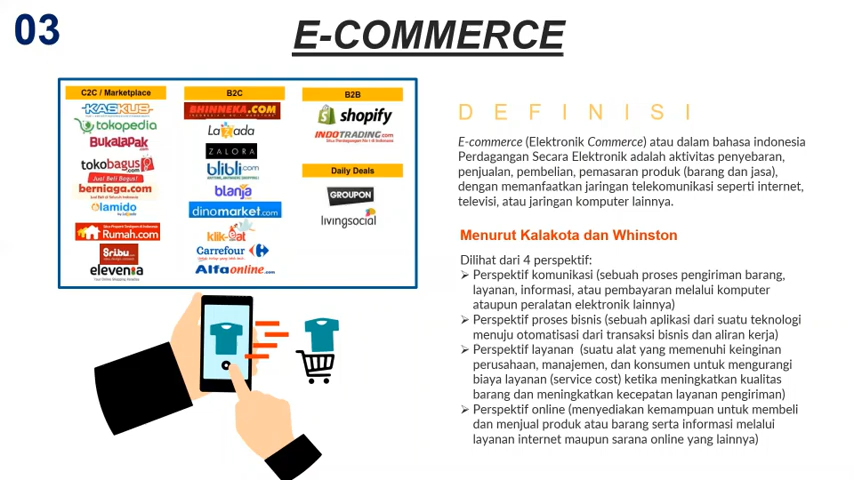 03
E-COMMERCE
C2C / Marketplace
KASKUS
tokopedia
Bukalapak
tokobagus.com
Jual Beli Bagus!
berniaga.com
lamido
by lazada
Rumah.com
Sribu
.com
elevenia
B2C
BHINNEKA.COM
Lazada
ZALORA
blibli.com
blanja
dinomarket.com
klik-eat
Carrefour
Alfaonline.com
B2B
shopify
INDOTRADING.com
Daily Deals
GROUPON
livingsocial
DEFINISI
E-commerce (Elektronik Commerce) atau dalam bahasa indonesia
Perdagangan Secara Elektronik adalah aktivitas penyebaran,
penjualan, pembelian, pemasaran produk (barang dan jasa),
dengan memanfaatkan jaringan telekomunikasi seperti internet,
televisi, atau jaringan komputer lainnya.
Menurut Kalakota dan Whinston
Dilihat dari 4 perspektif:
➢ Perspektif komunikasi (sebuah proses pengiriman barang,
layanan, informasi, atau pembayaran melalui komputer
ataupun peralatan elektronik lainnya)
➢ Perspektif proses bisnis (sebuah aplikasi dari suatu teknologi
menuju otomatisasi dari transaksi bisnis dan aliran kerja)
➢ Perspektif layanan (suatu alat yang memenuhi keinginan
perusahaan, manajemen, dan konsumen untuk mengurangi
biaya layanan (service cost) ketika meningkatkan kualitas
barang dan meningkatkan kecepatan layanan pengiriman)
➢ Perspektif online (menyediakan kemampuan untuk membeli
dan menjual produk atau barang serta informasi melalui
layanan internet maupun sarana online yang lainnya)